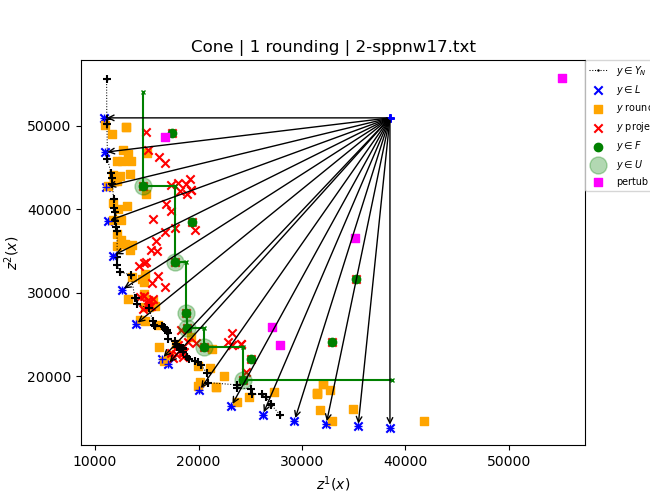 Cone | 1 rounding | 2-sppnw17.txt
z²(x)
50000
40000
30000
20000
10000 20000 30000 40000 50000
z¹(x)
y ∈ Y_N
y ∈ L
y
y
y ∈ F
y ∈ U